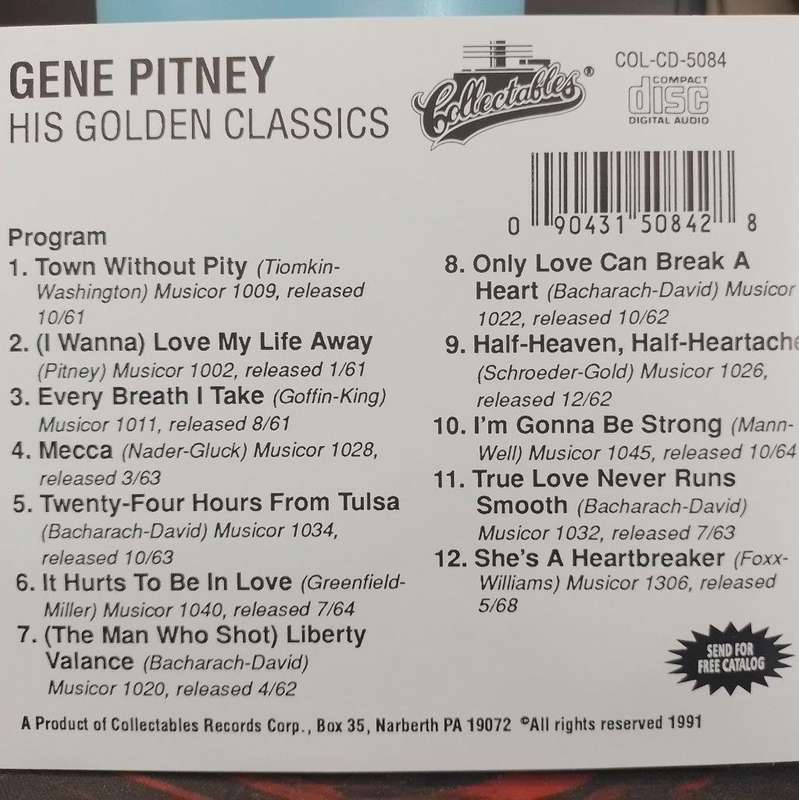 GENE PITNEY
HIS GOLDEN CLASSICS
Collectables®
COL-CD-5084
COMPACT
disc
DIGITAL AUDIO
0 90431 50842 8
Program
1. Town Without Pity (Tiomkin-
Washington) Musicor 1009, released
10/61
2. (I Wanna) Love My Life Away
(Pitney) Musicor 1002, released 1/61
3. Every Breath I Take (Goffin-King)
Musicor 1011, released 8/61
4. Mecca (Nader-Gluck) Musicor 1028,
released 3/63
5. Twenty-Four Hours From Tulsa
(Bacharach-David) Musicor 1034,
released 10/63
6. It Hurts To Be In Love (Greenfield-
Miller) Musicor 1040, released 7/64
7. (The Man Who Shot) Liberty
Valance (Bacharach-David)
Musicor 1020, released 4/62
8. Only Love Can Break A
Heart (Bacharach-David) Musicor
1022, released 10/62
9. Half-Heaven, Half-Heartache
(Schroeder-Gold) Musicor 1026,
released 12/62
10. I'm Gonna Be Strong (Mann-
Well) Musicor 1045, released 10/64
11. True Love Never Runs
Smooth (Bacharach-David)
Musicor 1032, released 7/63
12. She's A Heartbreaker (Foxx-
Williams) Musicor 1306, released
5/68
SEND FOR
FREE CATALOG
A Product of Collectables Records Corp., Box 35, Narberth PA 19072 ©All rights reserved 1991